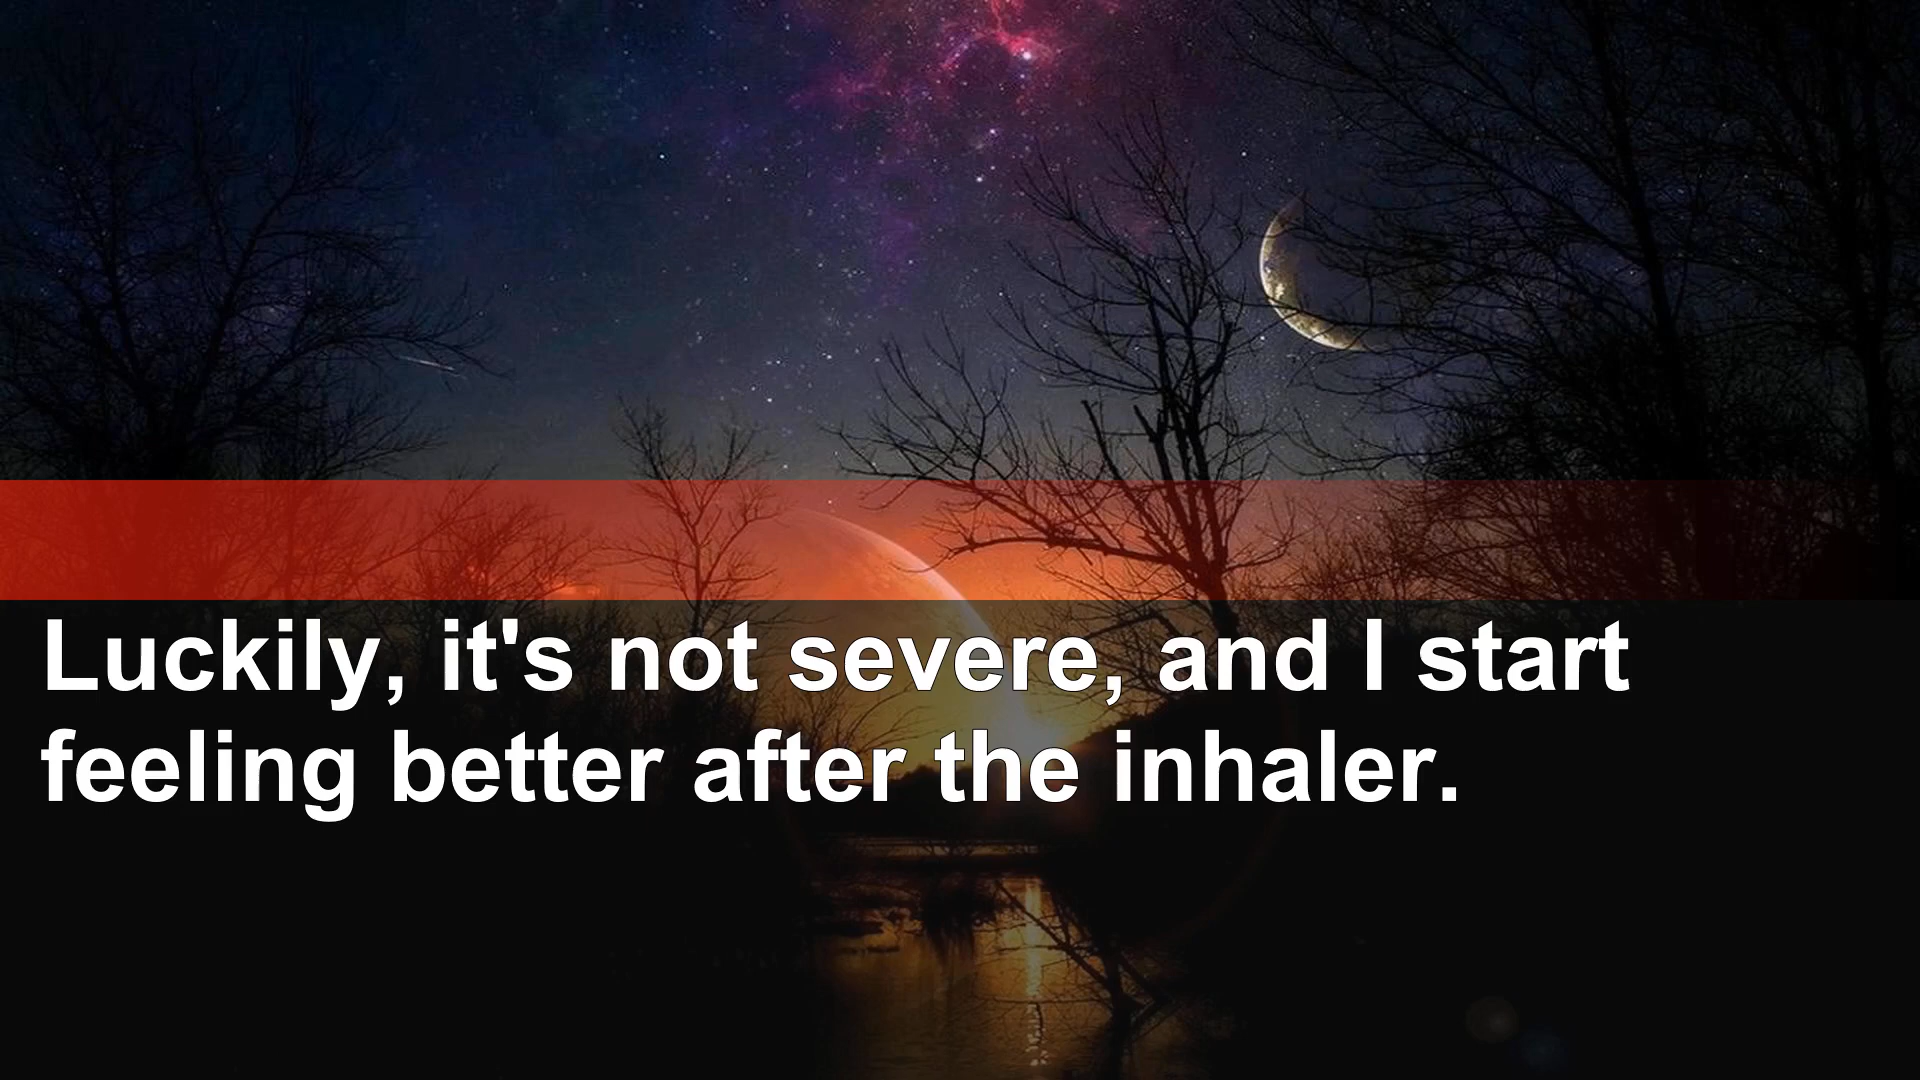 Luckily, it's not severe, and I start
feeling better after the inhaler.